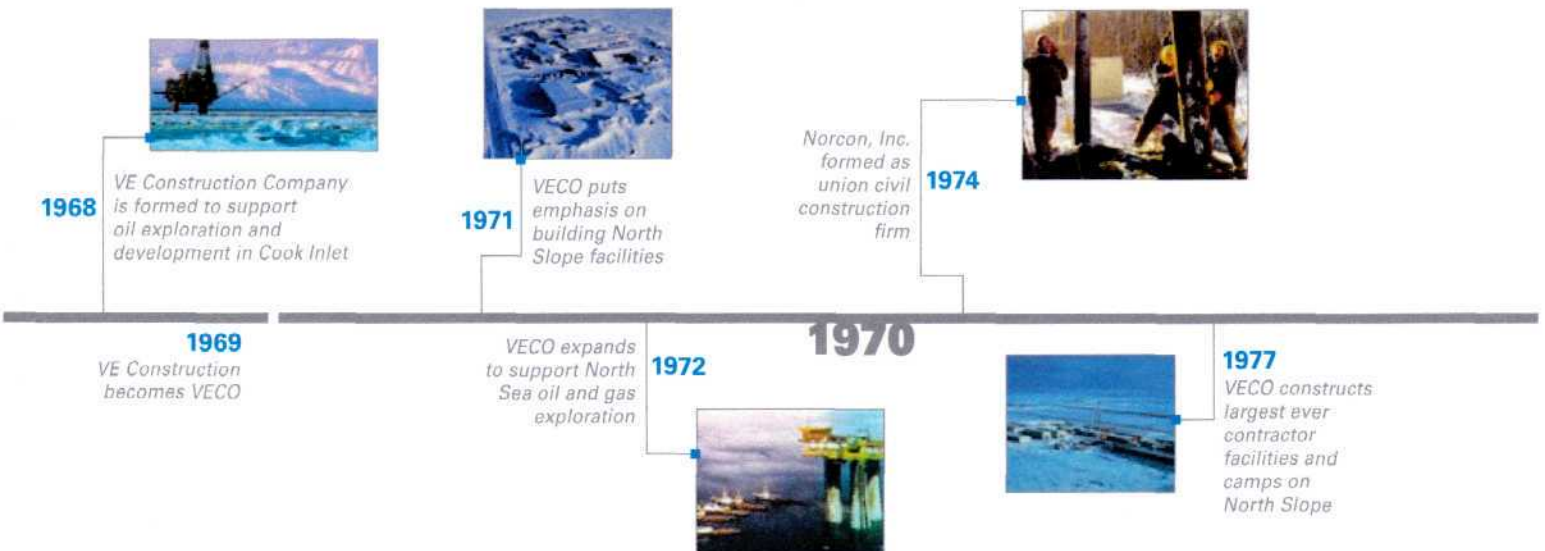 1968
VE Construction Company
is formed to support
oil exploration and
development in Cook Inlet
1969
VE Construction
becomes VECO
1971
VECO puts
emphasis on
building North
Slope facilities
VECO expands
to support North
Sea oil and gas
exploration
1972
1970
Norcon, Inc.
formed as
union civil
construction
firm
1974
1977
VECO constructs
largest ever
contractor
facilities and
camps on
North Slope